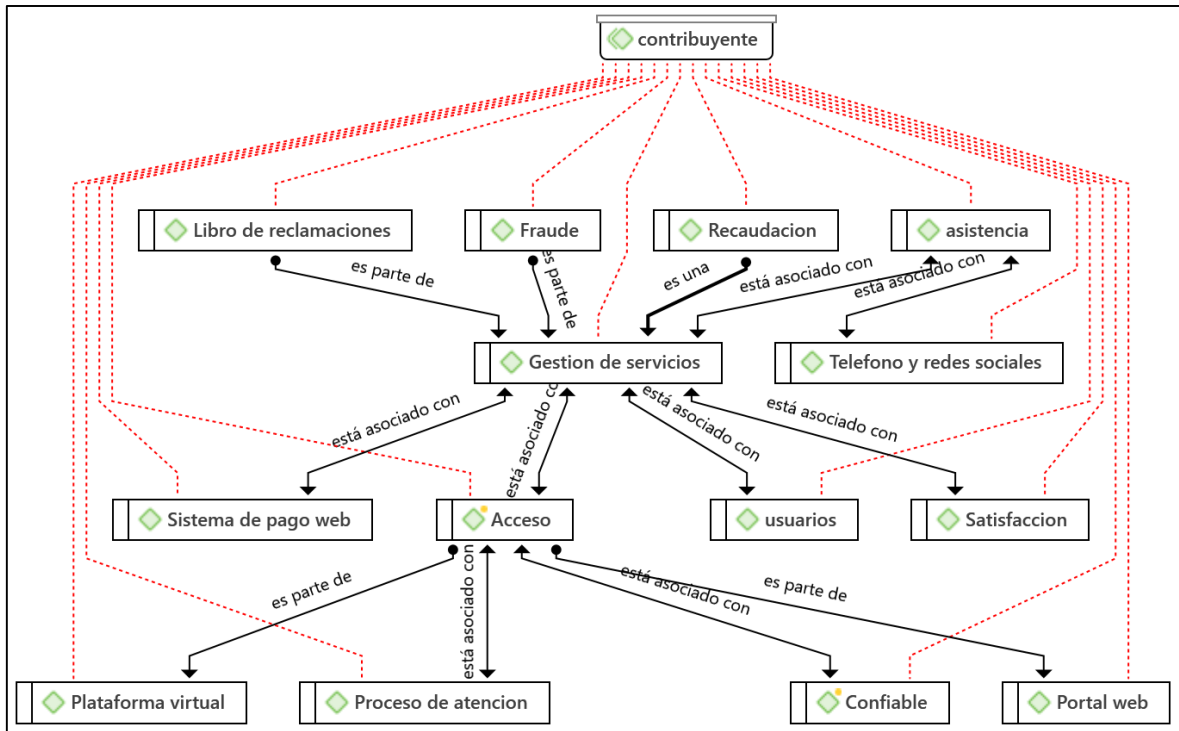 contribuyente
Libro de reclamaciones
Fraude
Recaudacion
asistencia
es parte de
es parte de
es una
está asociado con
está asociado con
Gestion de servicios
Telefono y redes sociales
está asociado con
está asociado con
está asociado con
está asociado con
Sistema de pago web
Acceso
usuarios
Satisfaccion
es parte de
está asociado con
está asociado con
es parte de
Plataforma virtual
Proceso de atencion
Confiable
Portal web